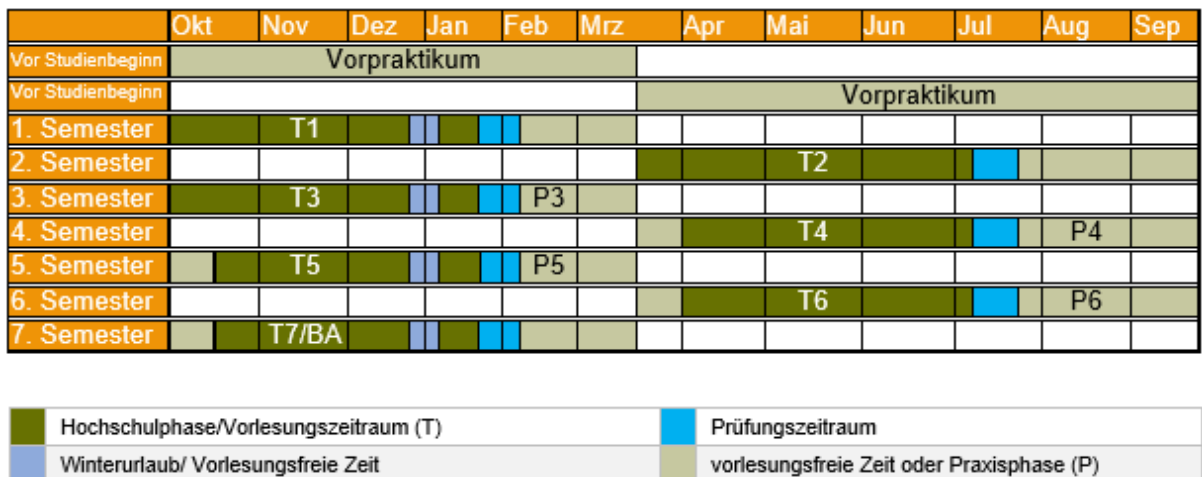 Okt Nov Dez Jan Feb Mrz Apr Mai Jun Jul Aug Sep
Vor Studienbeginn Vorpraktikum
Vor Studienbeginn Vorpraktikum
1. Semester T1
2. Semester T2
3. Semester T3 P3
4. Semester T4 P4
5. Semester T5 P5
6. Semester T6 P6
7. Semester T7/BA
Hochschulphase/Vorlesungszeitraum (T) Prüfungszeitraum
Winterurlaub/ Vorlesungsfreie Zeit vorlesungsfreie Zeit oder Praxisphase (P)